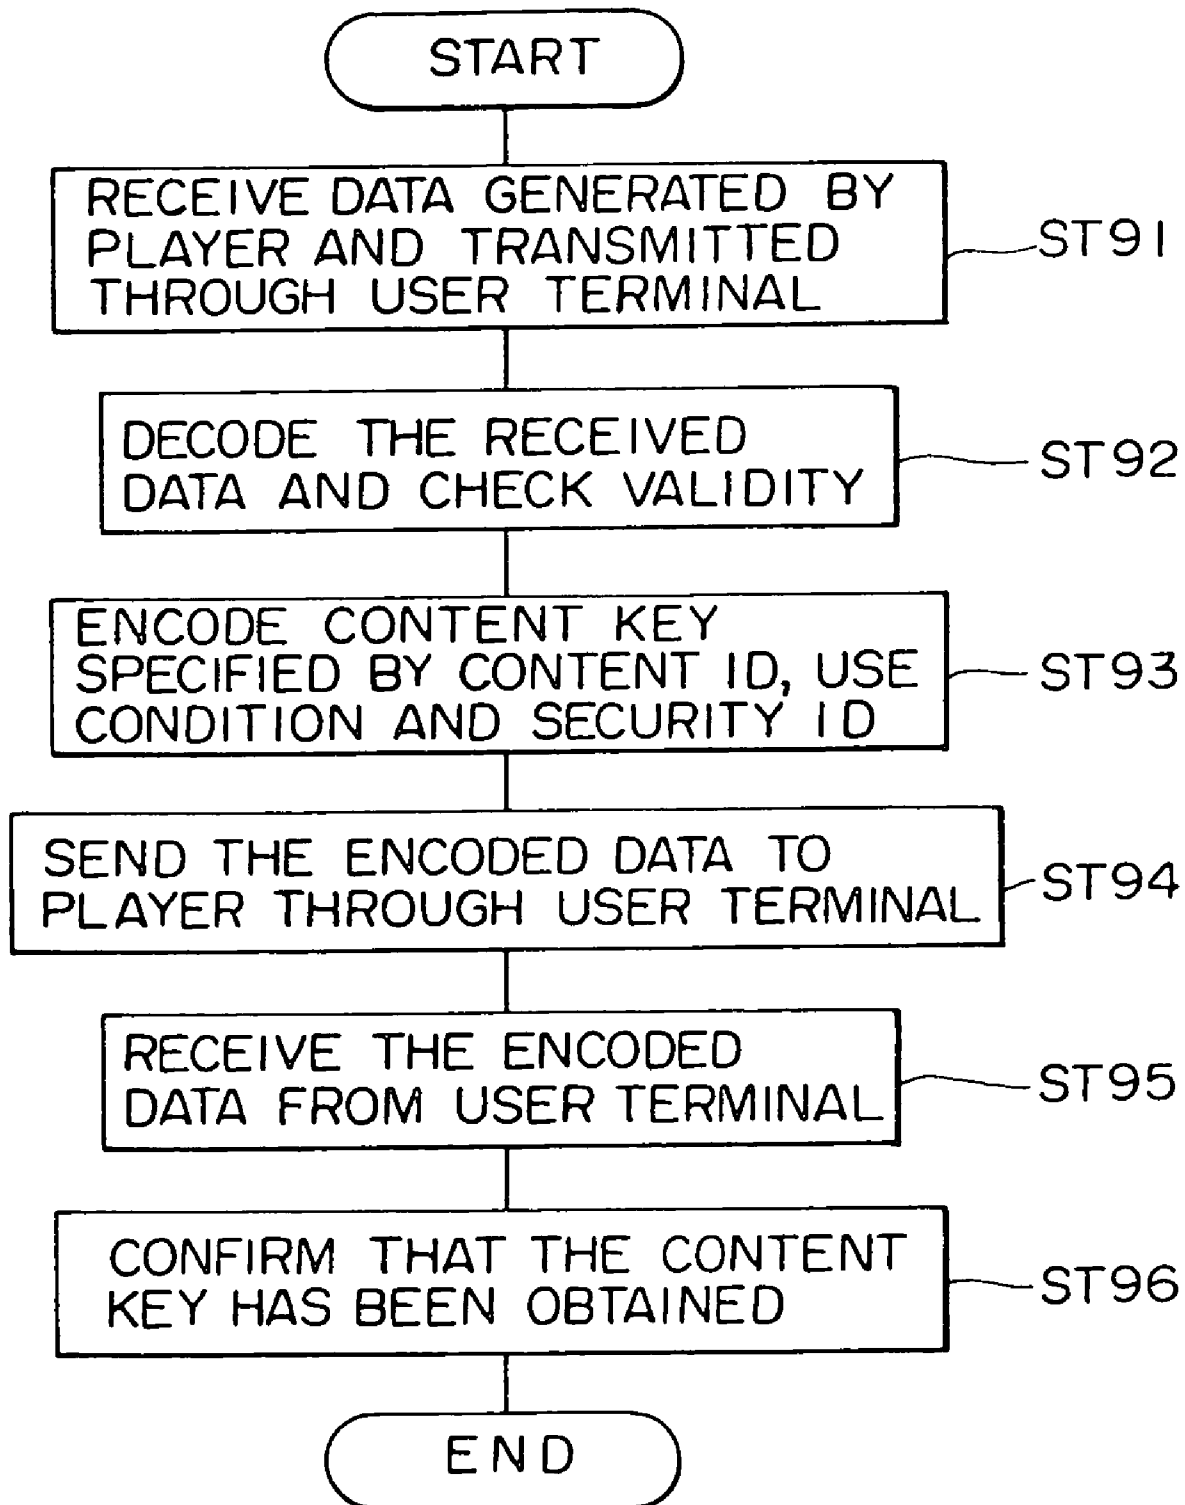 START
RECEIVE DATA GENERATED BY
PLAYER AND TRANSMITTED
THROUGH USER TERMINAL
ST91
DECODE THE RECEIVED
DATA AND CHECK VALIDITY
ST92
ENCODE CONTENT KEY
SPECIFIED BY CONTENT ID, USE
CONDITION AND SECURITY ID
ST93
SEND THE ENCODED DATA TO
PLAYER THROUGH USER TERMINAL
ST94
RECEIVE THE ENCODED
DATA FROM USER TERMINAL
ST95
CONFIRM THAT THE CONTENT
KEY HAS BEEN OBTAINED
ST96
END